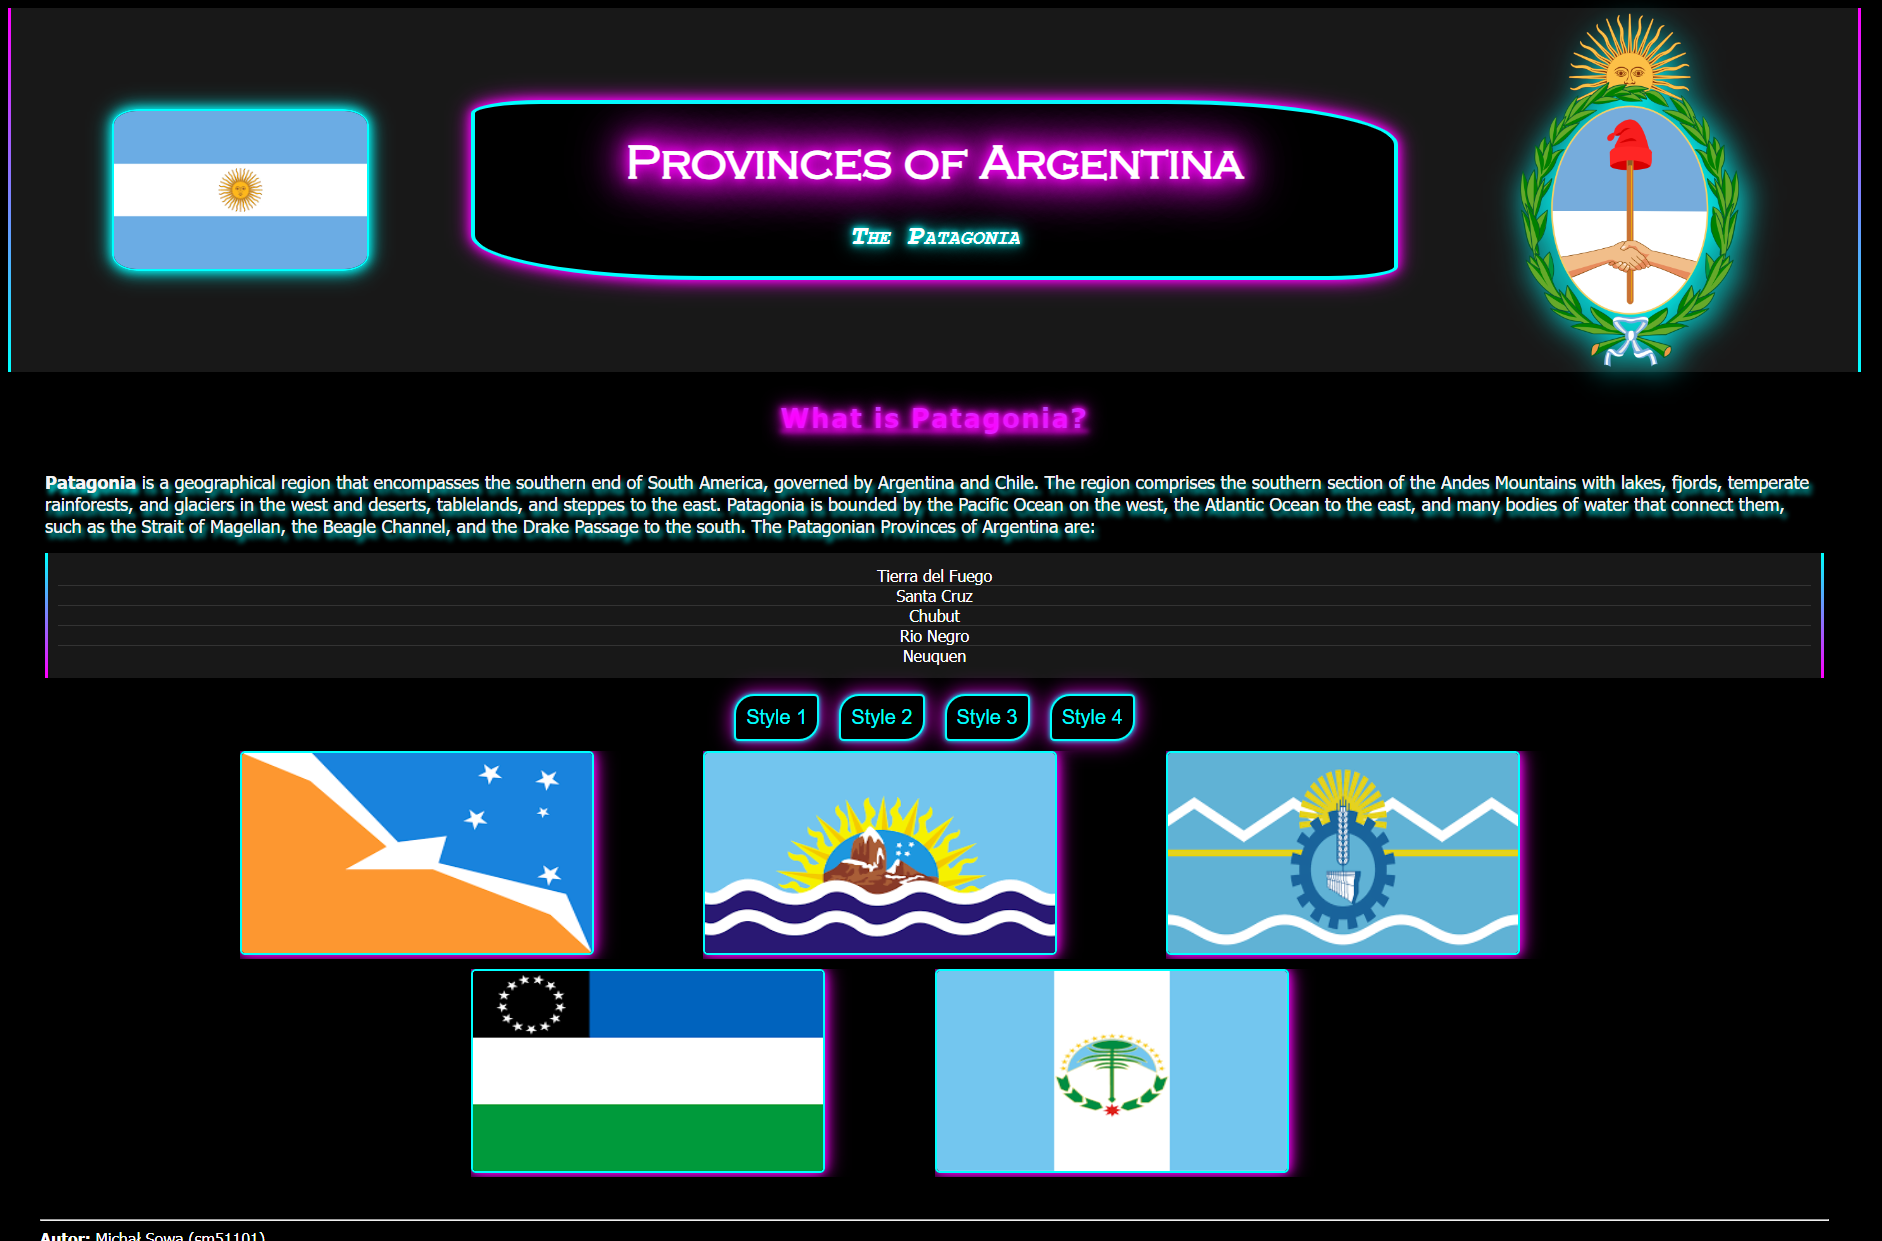 Provinces of Argentina
The Patagonia
What is Patagonia?
Patagonia is a geographical region that encompasses the southern end of South America, governed by Argentina and Chile. The region comprises the southern section of the Andes Mountains with lakes, fjords, temperate
rainforests, and glaciers in the west and deserts, tablelands, and steppes to the east. Patagonia is bounded by the Pacific Ocean on the west, the Atlantic Ocean to the east, and many bodies of water that connect them,
such as the Strait of Magellan, the Beagle Channel, and the Drake Passage to the south. The Patagonian Provinces of Argentina are:
Tierra del Fuego
Santa Cruz
Chubut
Rio Negro
Neuquen
Style 1 Style 2 Style 3 Style 4
Autor: Michał Sowa (sm51101)